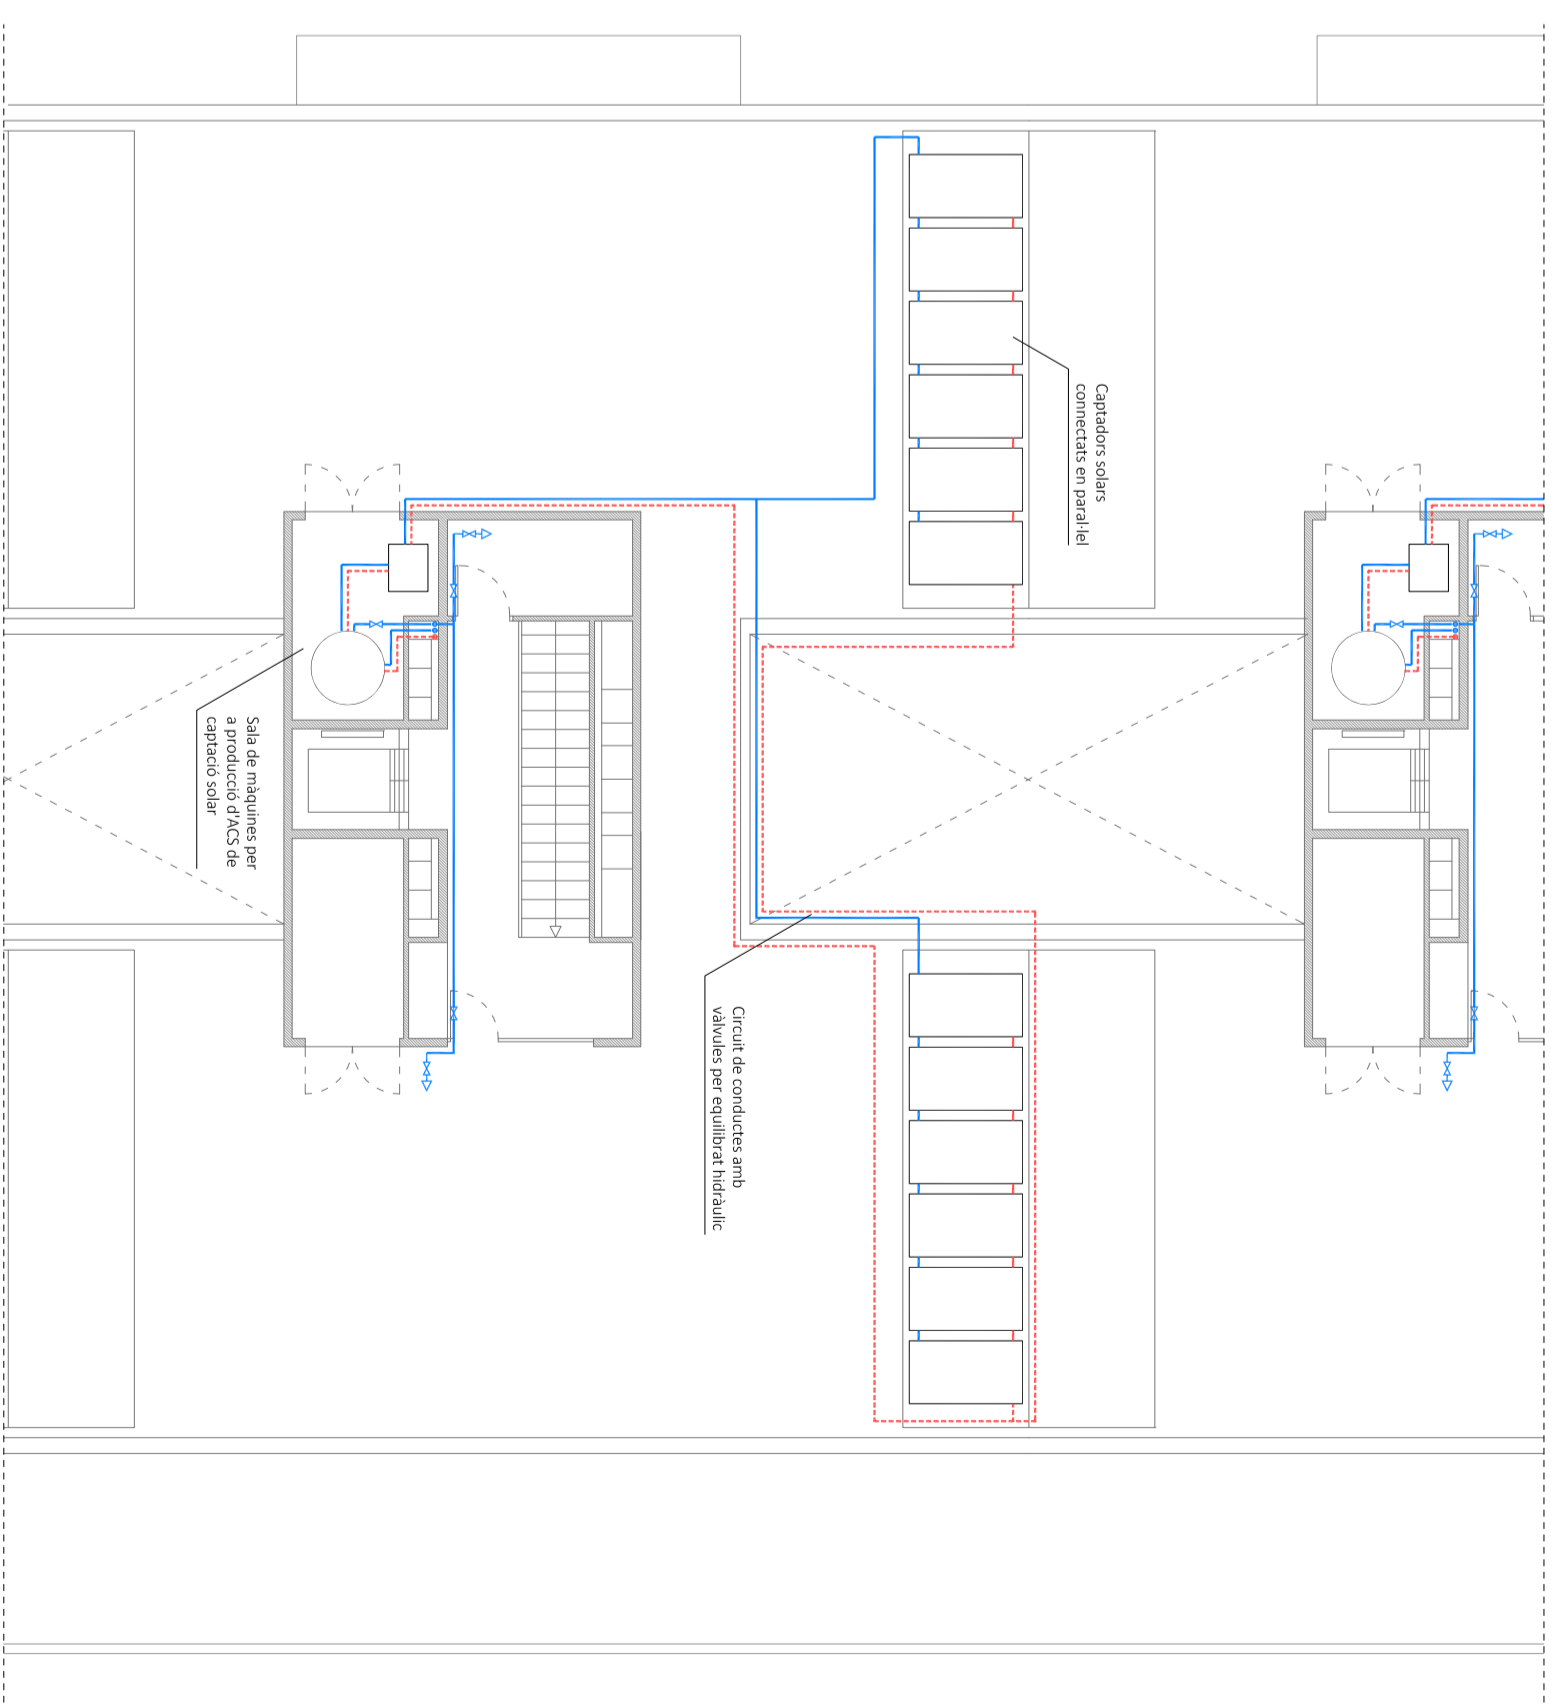 Captadors solars
connectats en paral·lel
Sala de màquines per
a producció d'ACS de
captació solar
Circuit de conductes amb
vàlvules per equilibrat hidràulic